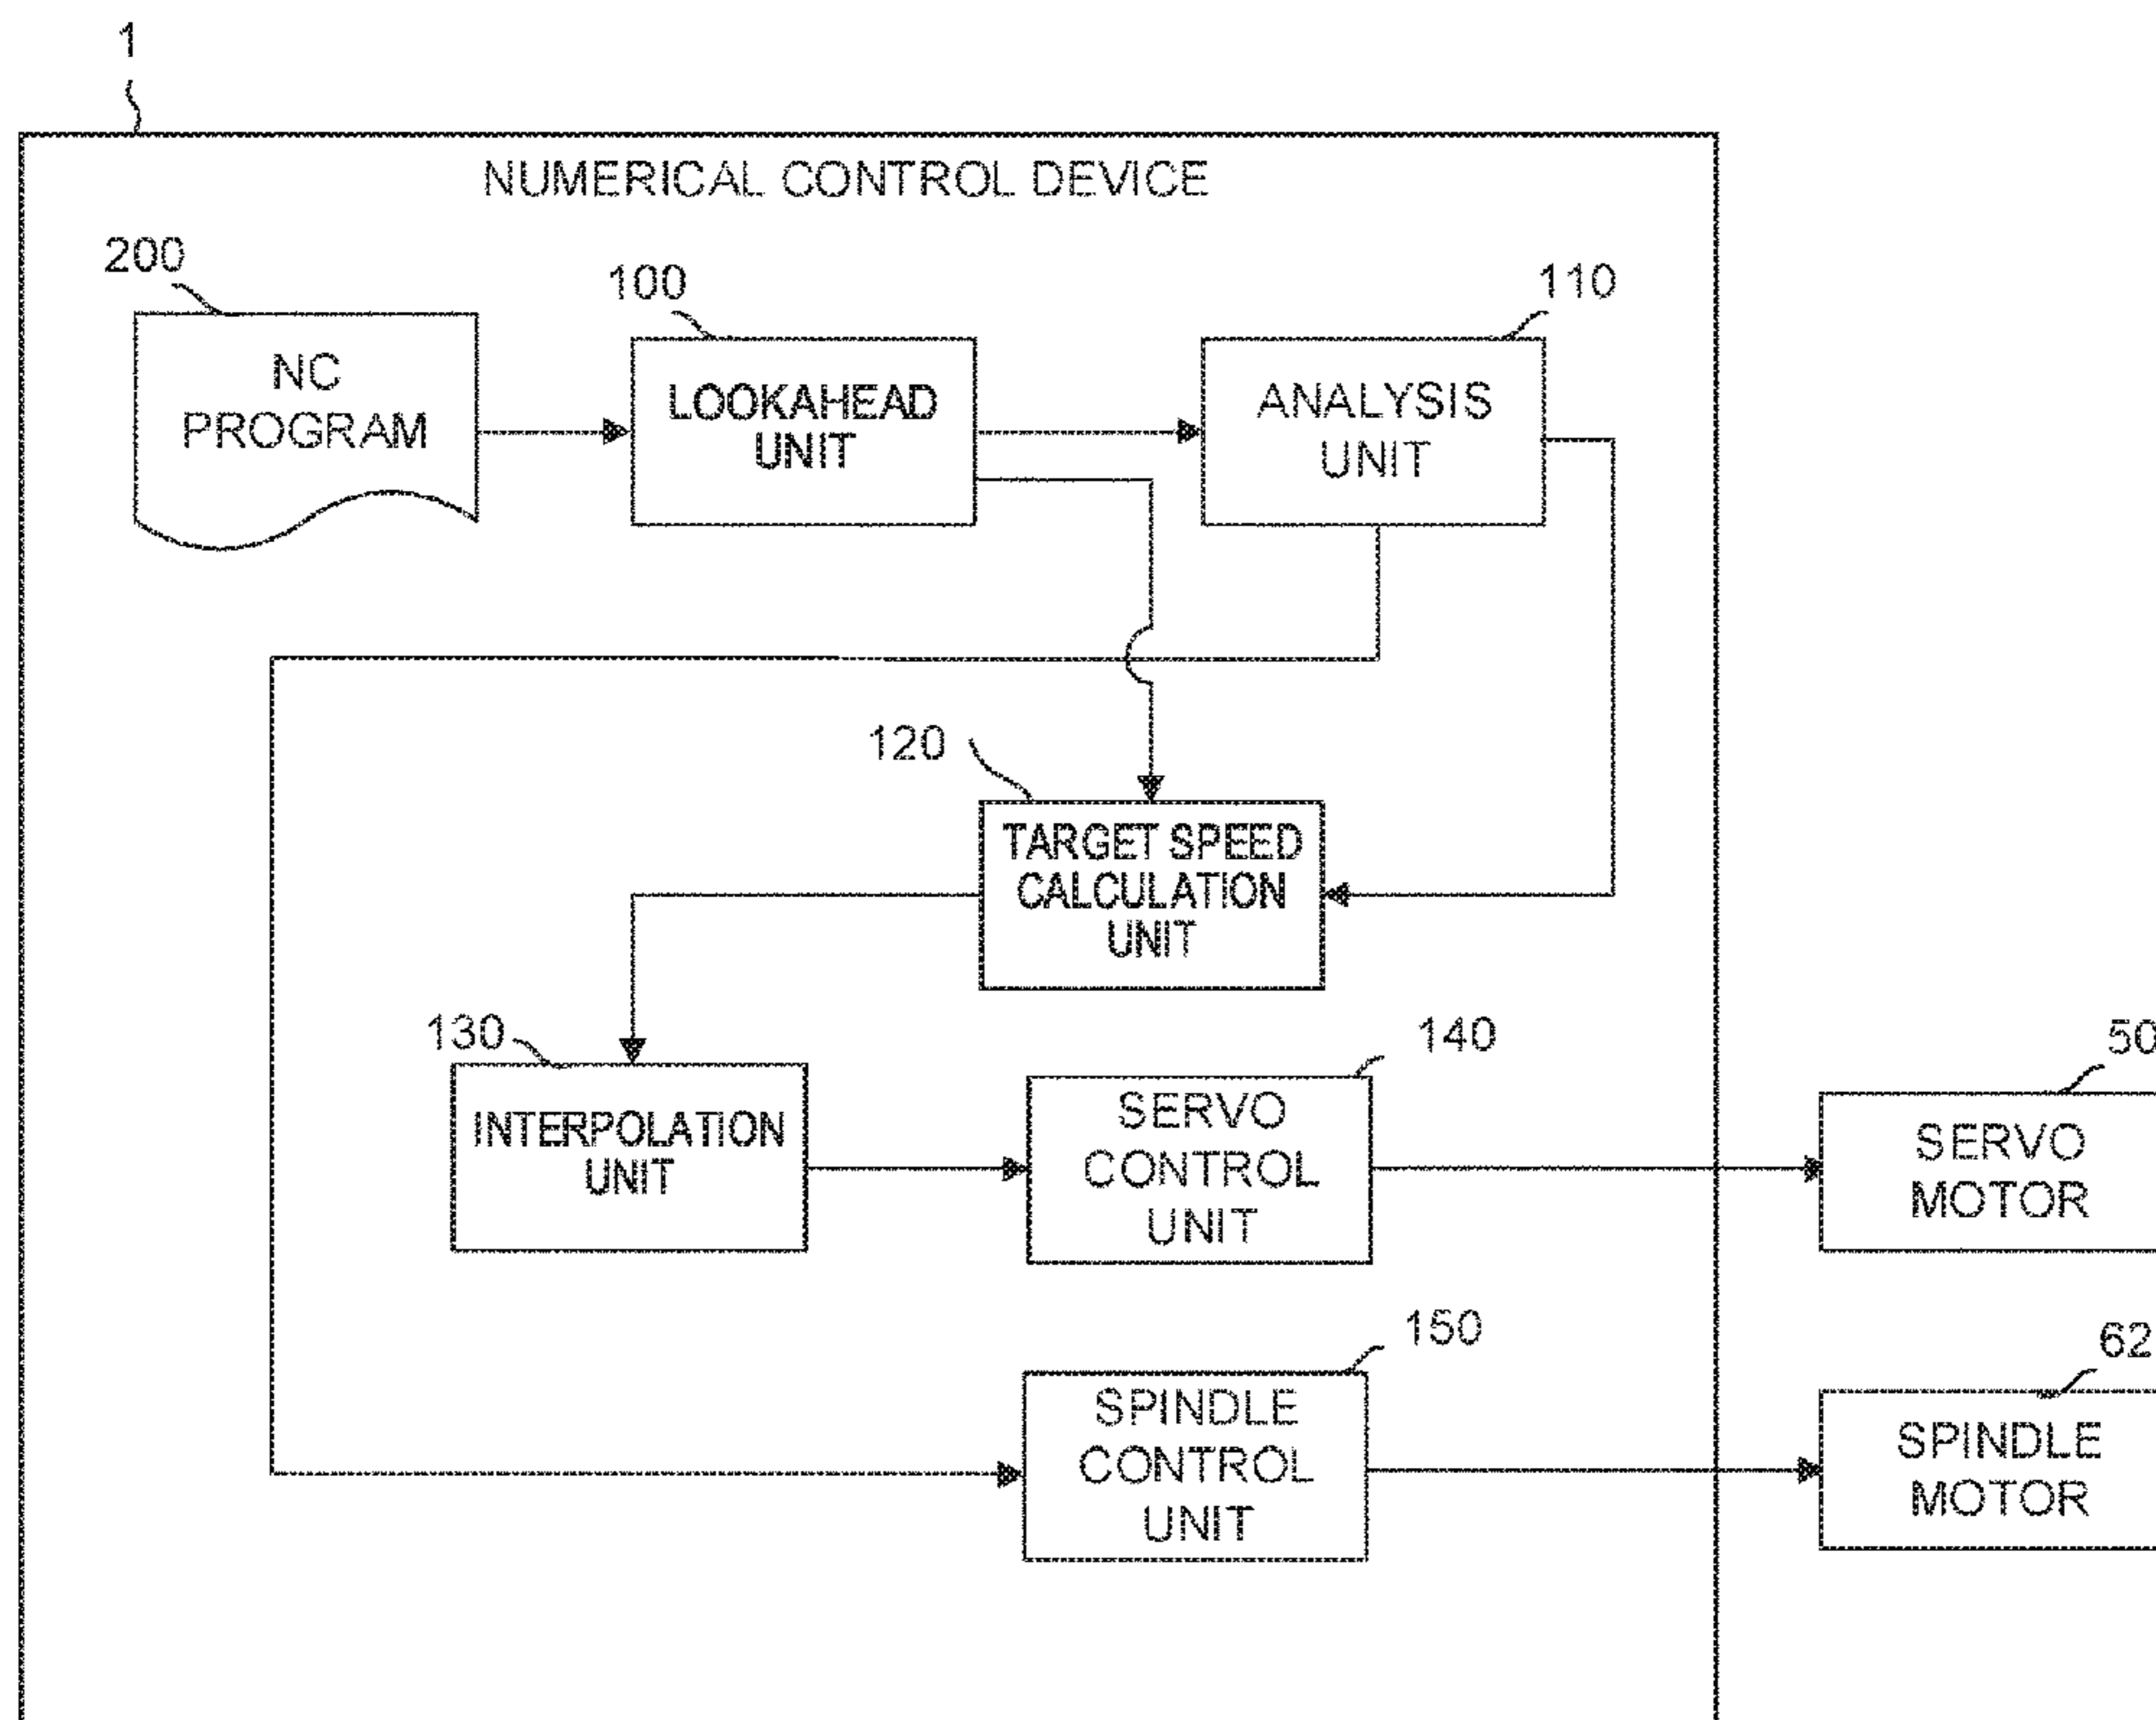 1
NUMERICAL CONTROL DEVICE
200
100
110
NC
PROGRAM
LOOKAHEAD
UNIT
ANALYSIS
UNIT
120
TARGET SPEED
CALCULATION
UNIT
130
140
50
INTERPOLATION
UNIT
SERVO
CONTROL
UNIT
SERVO
MOTOR
150
62
SPINDLE
CONTROL
UNIT
SPINDLE
MOTOR